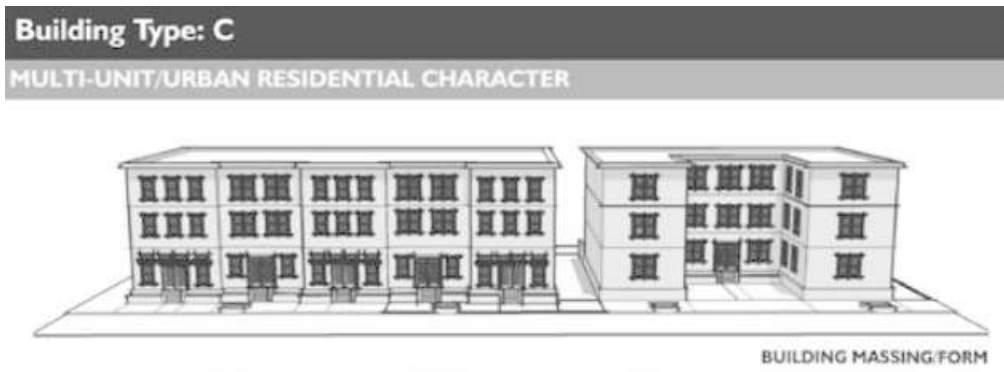 Building Type: C
MULTI-UNIT/URBAN RESIDENTIAL CHARACTER
BUILDING MASSING/FORM